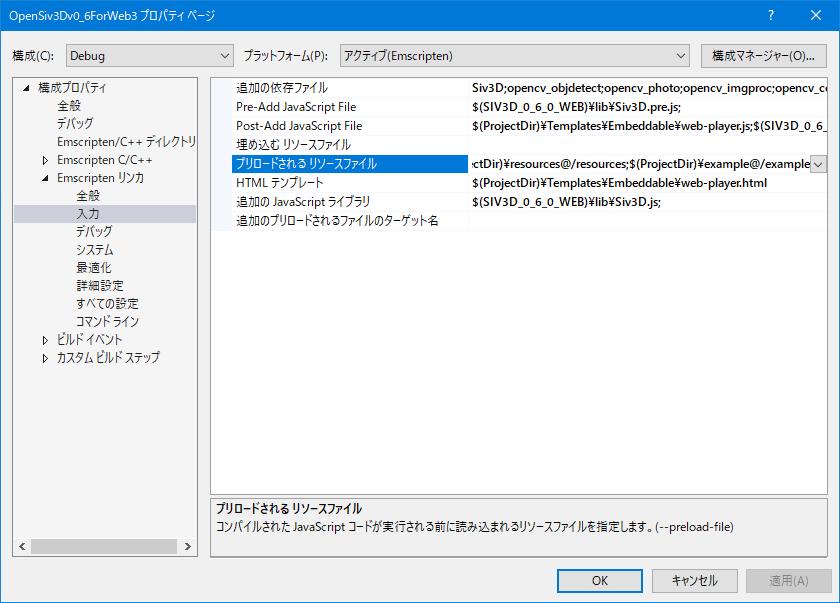 OpenSiv3Dv0_6ForWeb3 プロパティ ページ
構成(C):
Debug
プラットフォーム(P):
アクティブ(Emscripten)
構成マネージャー(O)...
構成プロパティ
全般
デバッグ
Emscripten/C++ ディレクトリ
Emscripten C/C++
Emscripten リンカ
全般
入力
デバッグ
システム
最適化
詳細設定
すべての設定
コマンド ライン
ビルド イベント
カスタム ビルド ステップ
追加の依存ファイル Siv3D;opencv_objdetect;opencv_photo;opencv_imgproc;opencv_co
Pre-Add JavaScript File $(SIV3D_0_6_0_WEB)¥lib¥Siv3D.pre.js;
Post-Add JavaScript File $(ProjectDir)¥Templates¥Embeddable¥web-player.js;$(SIV3D_0_6_
埋め込む リソースファイル
プリロードされる リソースファイル ectDir)¥resources@/resources;$(ProjectDir)¥example@/example
HTML テンプレート $(ProjectDir)¥Templates¥Embeddable¥web-player.html
追加の JavaScript ライブラリ $(SIV3D_0_6_0_WEB)¥lib¥Siv3D.js;
追加のプリロードされるファイルのターゲット名
プリロードされる リソースファイル
コンパイルされた JavaScript コードが実行される前に読み込まれるリソースファイルを指定します。(--preload-file)
OK
キャンセル
適用(A)